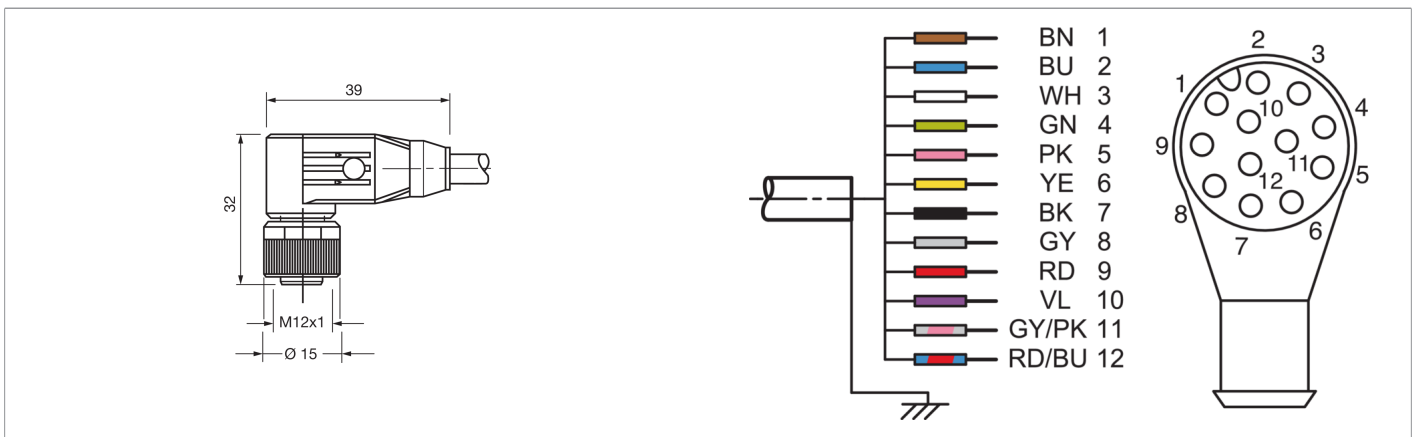 39
32
M12x1
Ø 15
BN 1
BU 2
WH 3
GN 4
PK 5
YE 6
BK 7
GY 8
RD 9
VL 10
GY/PK 11
RD/BU 12
2
3
1
4
10
9
11
5
12
8
6
7